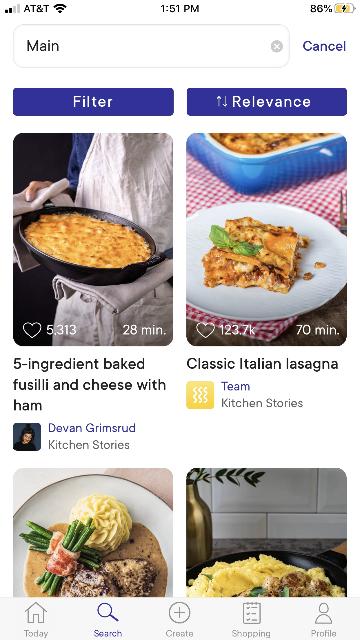 AT&T
1:51 PM
86%
Main
Cancel
Filter
↑↓ Relevance
5.313
28 min.
123.7k
70 min.
5-ingredient baked
fusilli and cheese with
ham
Devan Grimsrud
Kitchen Stories
Classic Italian lasagna
Team
Kitchen Stories
Today
Search
Create
Shopping
Profile